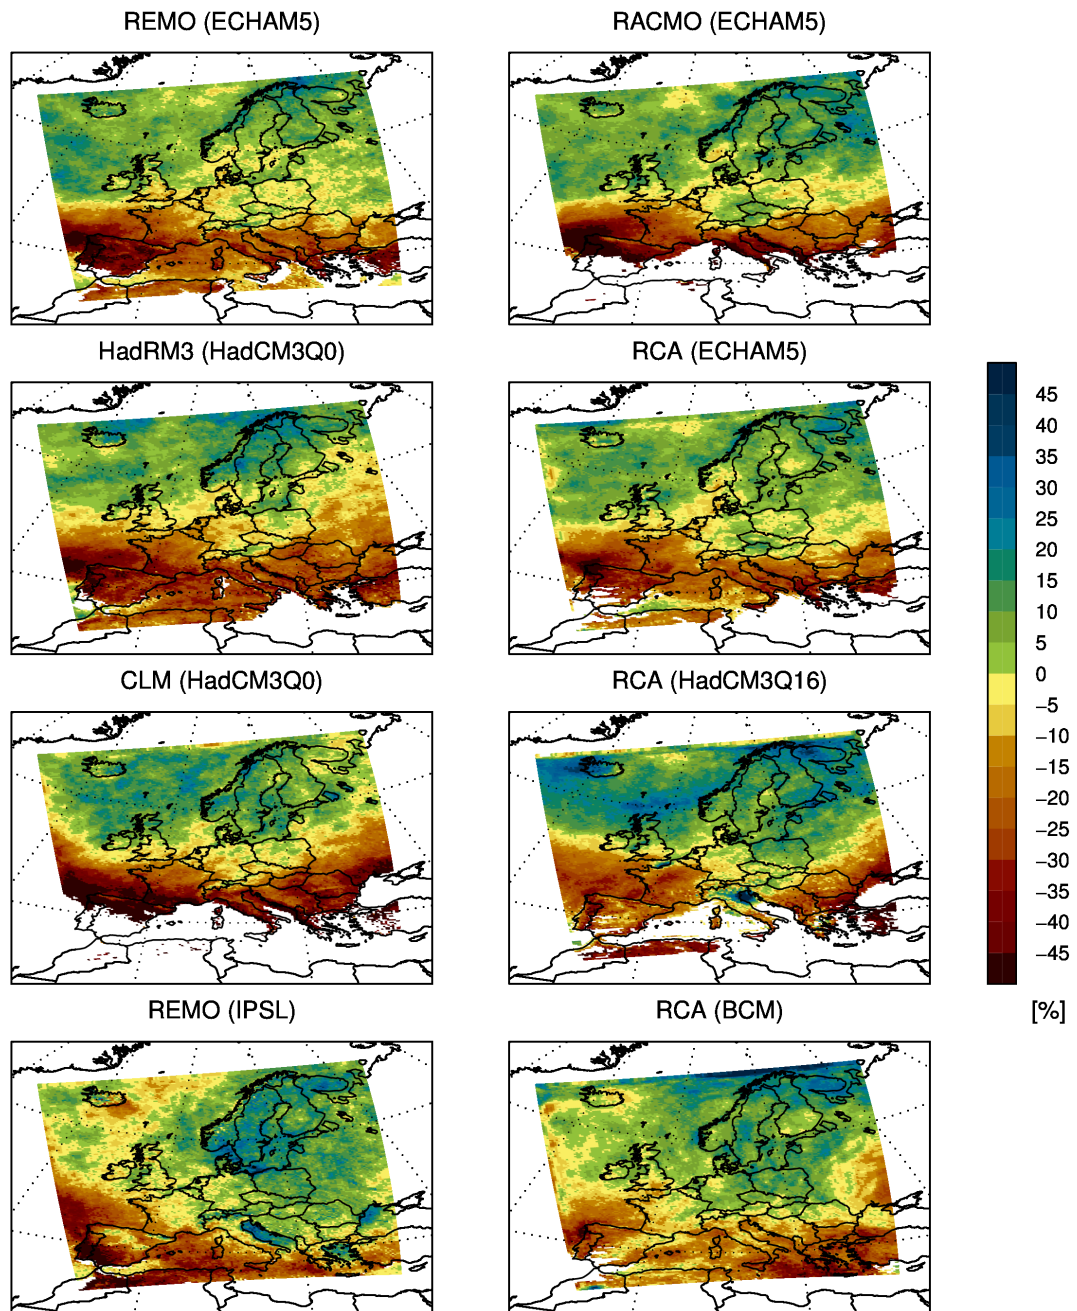 REMO (ECHAM5)
RACMO (ECHAM5)
HadRM3 (HadCM3Q0)
RCA (ECHAM5)
CLM (HadCM3Q0)
RCA (HadCM3Q16)
REMO (IPSL)
RCA (BCM)
45
40
35
30
25
20
15
10
5
0
−5
−10
−15
−20
−25
−30
−35
−40
−45
[%]